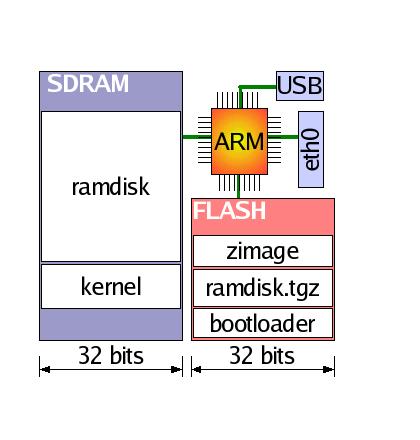 SDRAM
USB
ARM
ramdisk
eth0
FLASH
zimage
kernel
ramdisk.tgz
bootloader
32 bits
32 bits